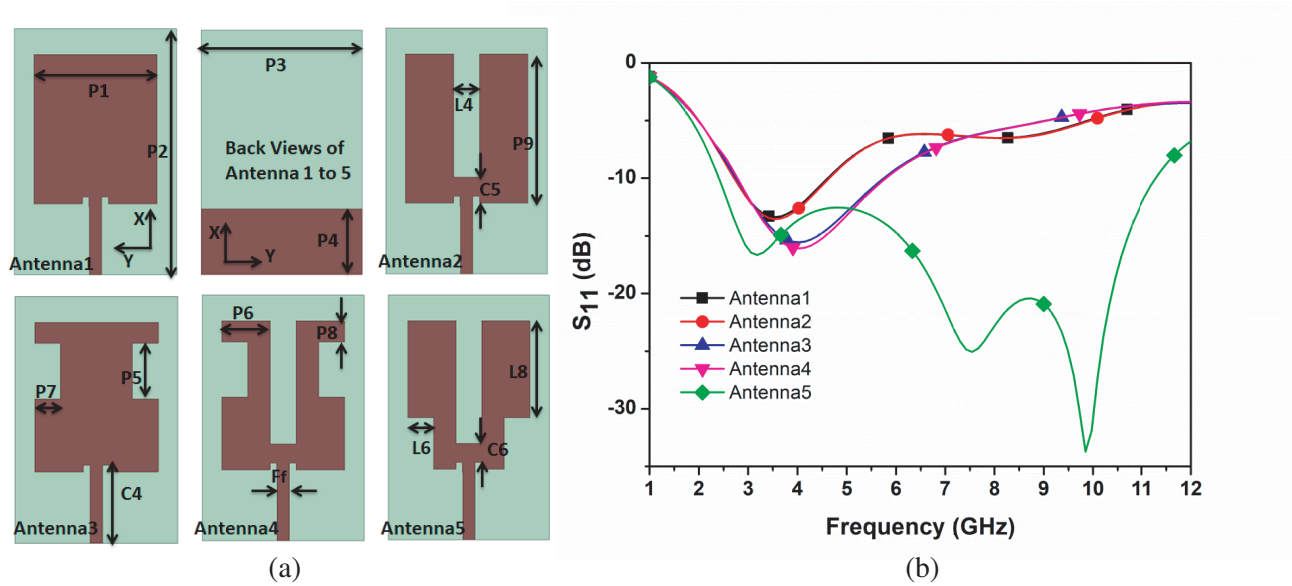 P1
P2
X
Y
Antenna1
P3
Back Views of
Antenna 1 to 5
X
Y
P4
L4
P9
C5
Antenna2
P7
P5
C4
Antenna3
P6
P8
Ff
Antenna4
L8
L6
C6
Antenna5
(a)
S11 (dB)
0
-10
-20
-30
Antenna1
Antenna2
Antenna3
Antenna4
Antenna5
1 2 3 4 5 6 7 8 9 10 11 12
Frequency (GHz)
(b)